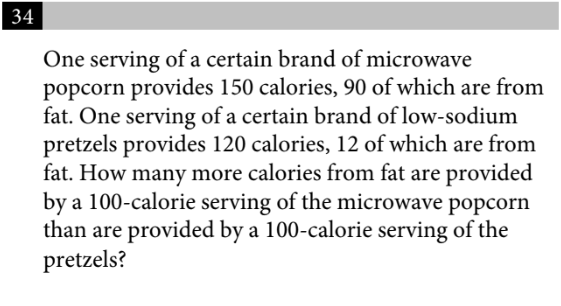 34
One serving of a certain brand of microwave
popcorn provides 150 calories, 90 of which are from
fat. One serving of a certain brand of low-sodium
pretzels provides 120 calories, 12 of which are from
fat. How many more calories from fat are provided
by a 100-calorie serving of the microwave popcorn
than are provided by a 100-calorie serving of the
pretzels?